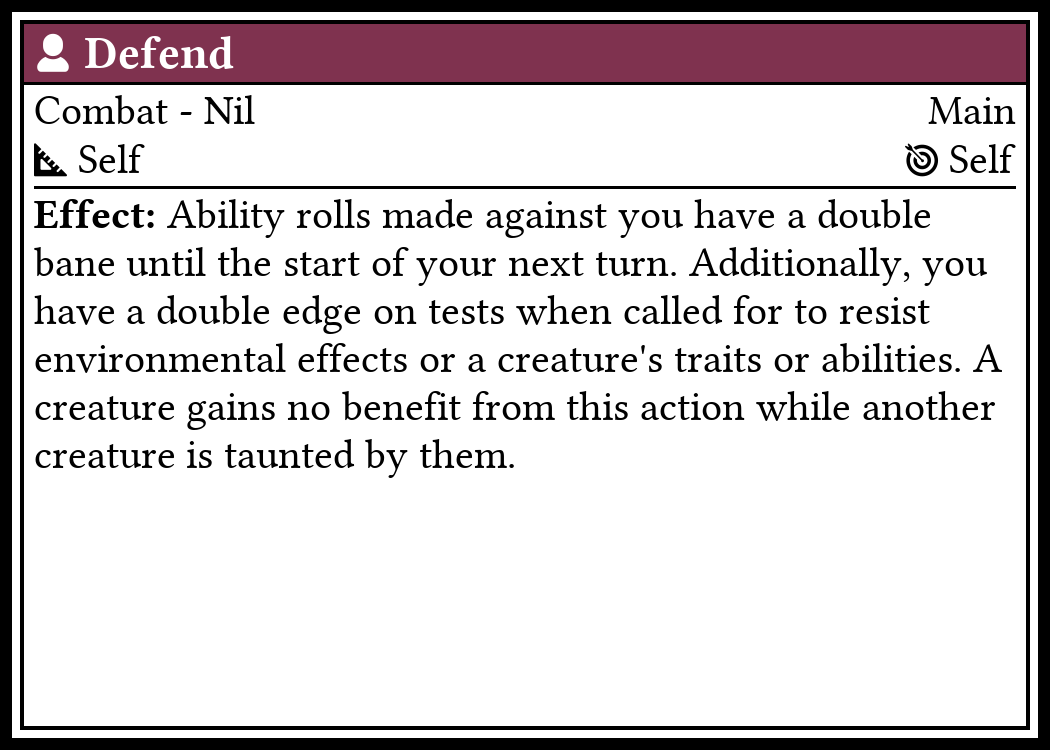 Defend
Combat - Nil Main
Self Self
Effect: Ability rolls made against you have a double
bane until the start of your next turn. Additionally, you
have a double edge on tests when called for to resist
environmental effects or a creature's traits or abilities. A
creature gains no benefit from this action while another
creature is taunted by them.